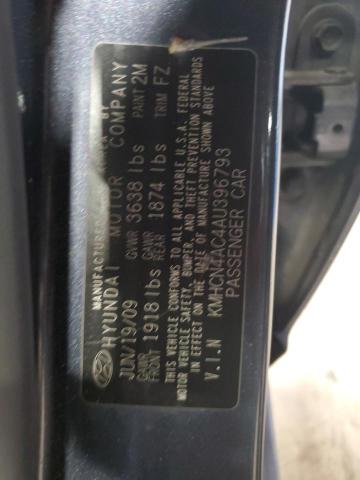 MANUFACTURED BY
HYUNDAI MOTOR COMPANY
JUN/19/09 GVWR 3638 lbs PAINT 2M
GAWR FRONT 1918 lbs GAWR REAR 1874 lbs TRIM FZ
THIS VEHICLE CONFORMS TO ALL APPLICABLE U.S.A. FEDERAL
MOTOR VEHICLE SAFETY, BUMPER, AND THEFT PREVENTION STANDARDS
IN EFFECT ON THE DATE OF MANUFACTURE SHOWN ABOVE
V.I.N KMHCN4AC4AU396793
PASSENGER CAR